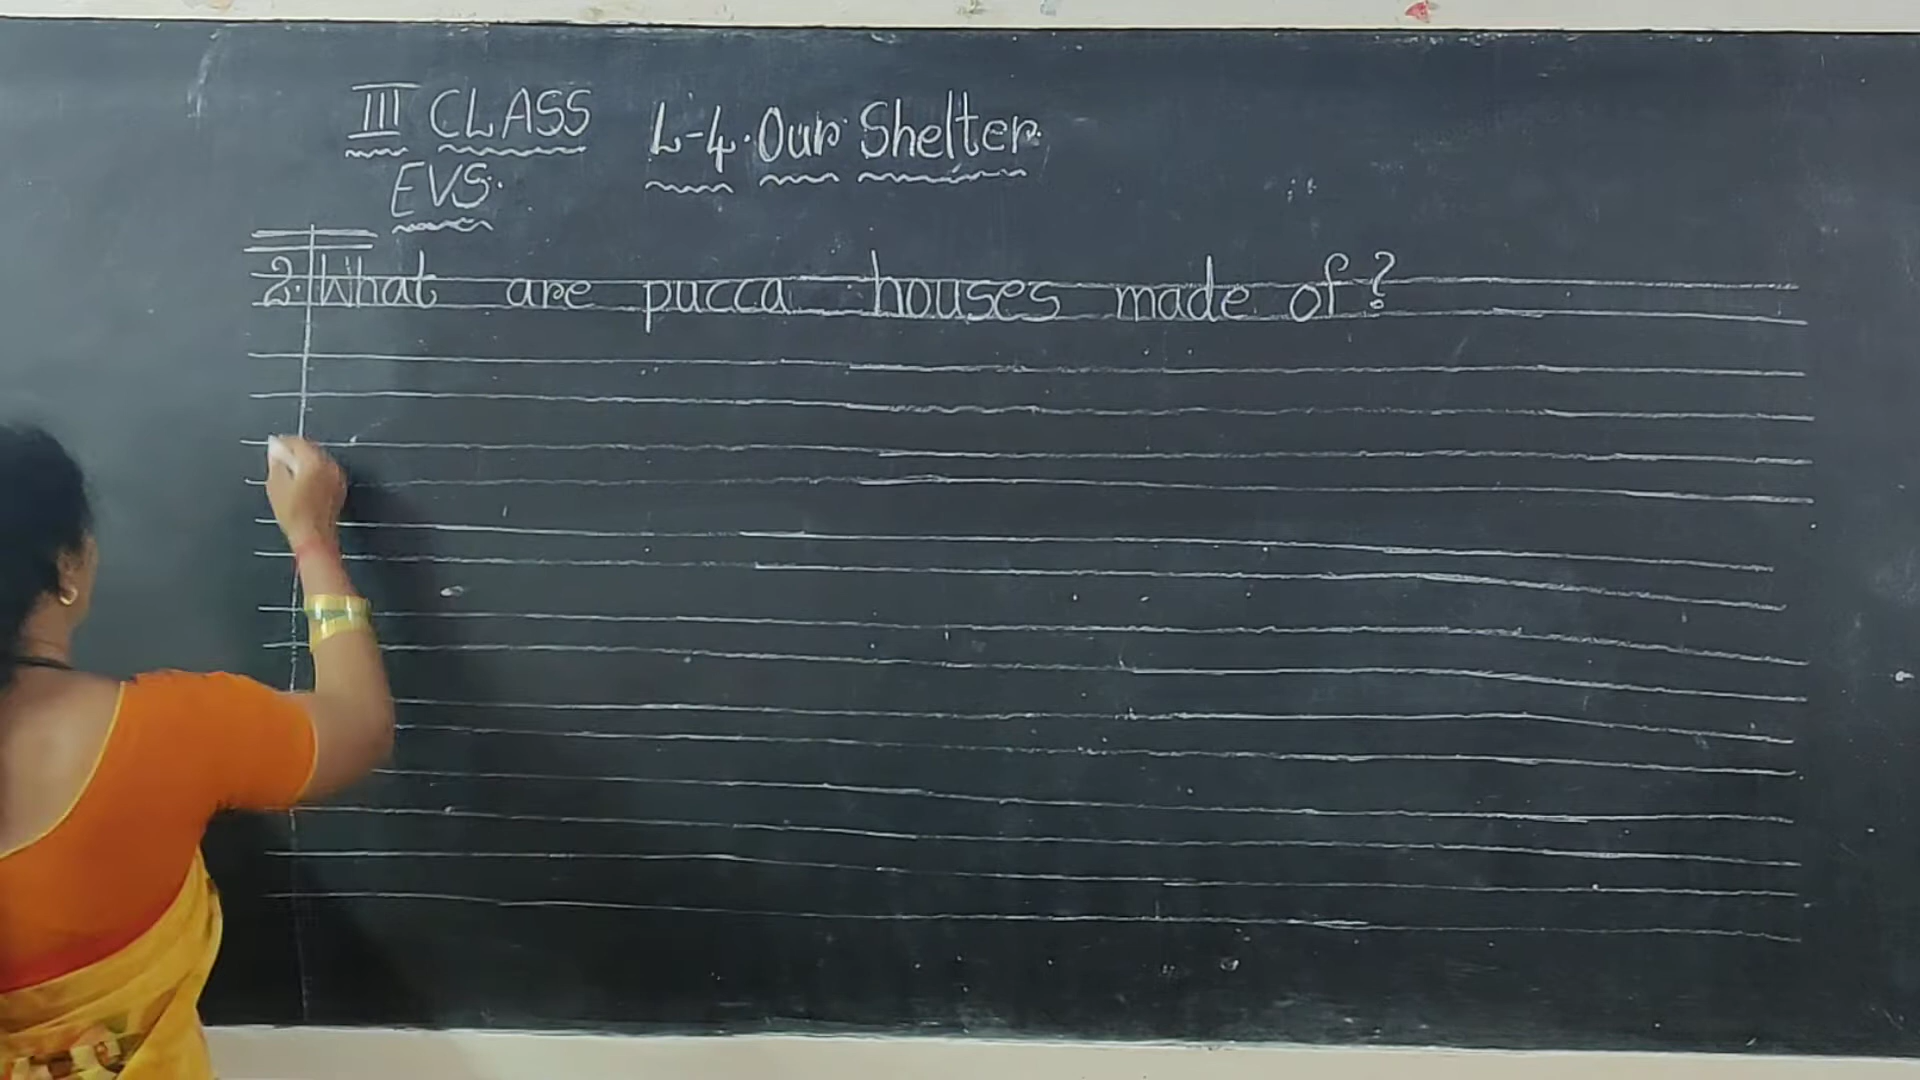 III CLASS L-4. Our Shelter.
EVS.
2. What are pucca houses made of?